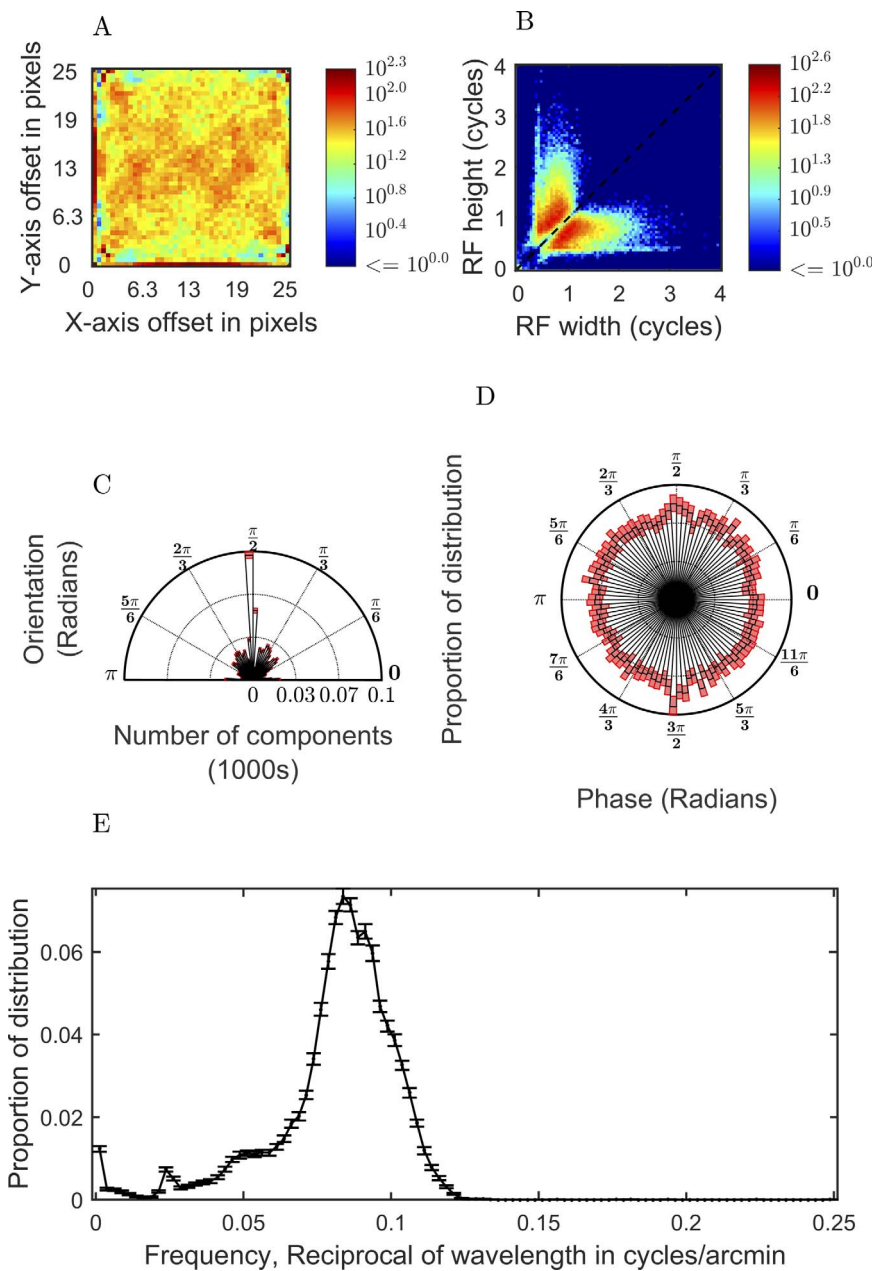 A
Y-axis offset in pixels
25
19
13
6.3
0
0 6.3 13 19 25
X-axis offset in pixels
10^2.3
10^2.0
10^1.6
10^1.2
10^0.8
10^0.4
<= 10^0.0
B
RF height (cycles)
4
3
2
1
0
0 1 2 3 4
RF width (cycles)
10^2.6
10^2.2
10^1.8
10^1.3
10^0.9
10^0.5
<= 10^0.0
C
Orientation
(Radians)
π/2
2π/3
π/3
5π/6
π/6
π
0
0 0.03 0.07 0.1
Number of components
(1000s)
D
Proportion of distribution
π/2
2π/3
π/3
5π/6
π/6
π
0
7π/6
11π/6
4π/3
5π/3
3π/2
Phase (Radians)
E
Proportion of distribution
0.06
0.04
0.02
0
0 0.05 0.1 0.15 0.2 0.25
Frequency, Reciprocal of wavelength in cycles/arcmin